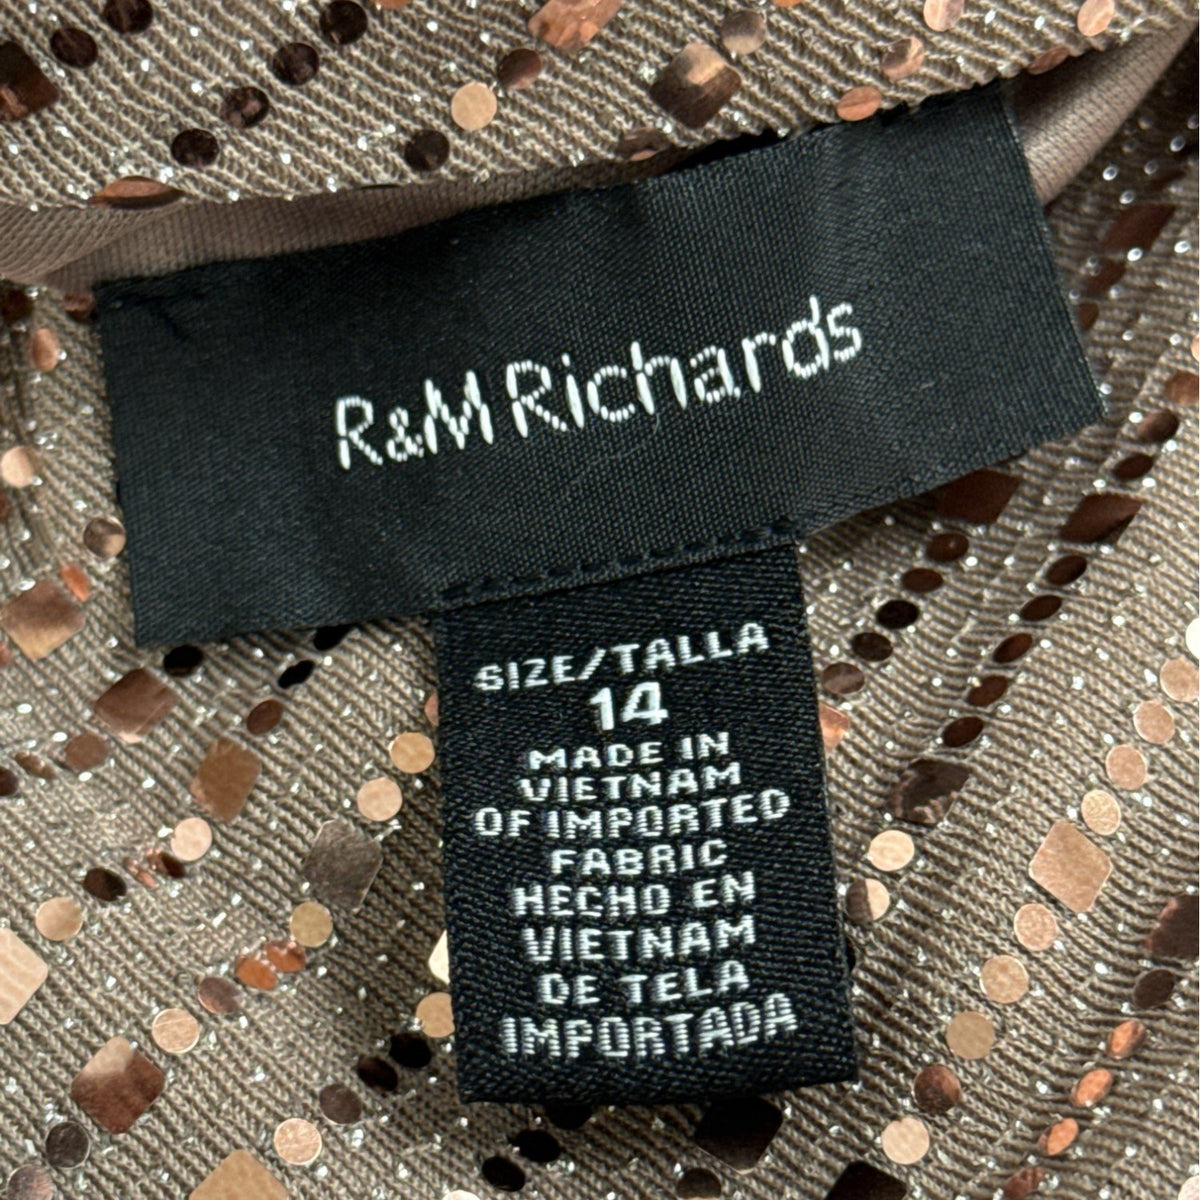 R&M Richards
SIZE/TALLA
14
MADE IN
VIETNAM
OF IMPORTED
FABRIC
HECHO EN
VIETNAM
DE TELA
IMPORTADA